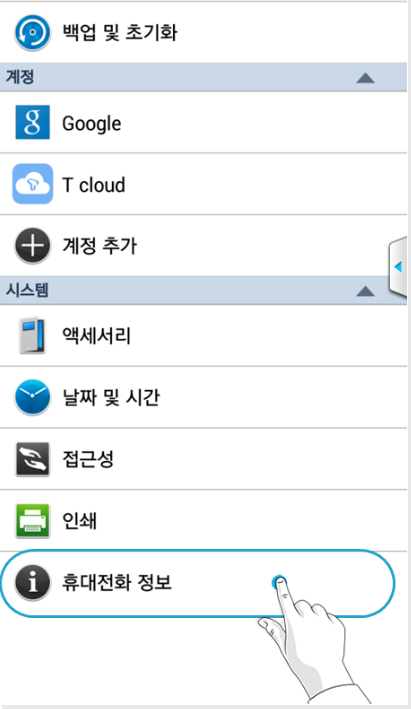 백업 및 초기화
계정
Google
T cloud
계정 추가
시스템
액세서리
날짜 및 시간
접근성
인쇄
휴대전화 정보